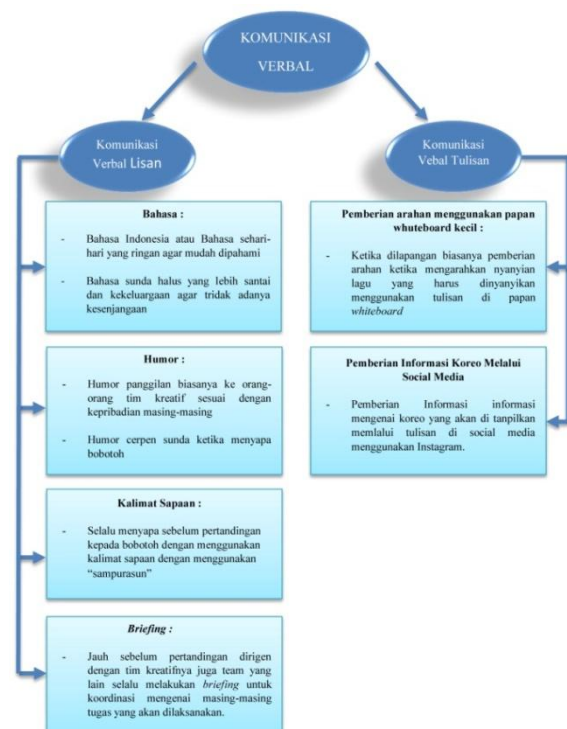 KOMUNIKASI
VERBAL
Komunikasi
Verbal Lisan
Komunikasi
Vebal Tulisan
Bahasa :
- Bahasa Indonesia atau Bahasa sehari-
hari yang ringan agar mudah dipahami
- Bahasa sunda halus yang lebih santai
dan kekeluargaan agar tridak adanya
kesenjangaan
Humor :
- Humor panggilan biasanya ke orang-
orang tim kreatif sesuai dengan
kepribadian masing-masing
- Humor cerpen sunda ketika menyapa
bobotoh
Kalimat Sapaan :
- Selalu menyapa sebelum pertandingan
kepada bobotoh dengan menggunakan
kalimat sapaan dengan menggunakan
“sampurasun”
Briefing :
- Jauh sebelum pertandingan dirigen
dengan tim kreatifnya juga team yang
lain selalu melakukan briefing untuk
koordinasi mengenai masing-masing
tugas yang akan dilaksanakan.
Pemberian arahan menggunakan papan
whuteboard kecil :
- Ketika dilapangan biasanya pemberian
arahan ketika mengarahkan nyanyian
lagu yang harus dinyanyikan
menggunakan tulisan di papan
whiteboard
Pemberian Informasi Koreo Melalui
Social Media
- Pemberian Informasi informasi
mengenai koreo yang akan di tanpilkan
memlalui tulisan di social media
menggunakan Instagram.